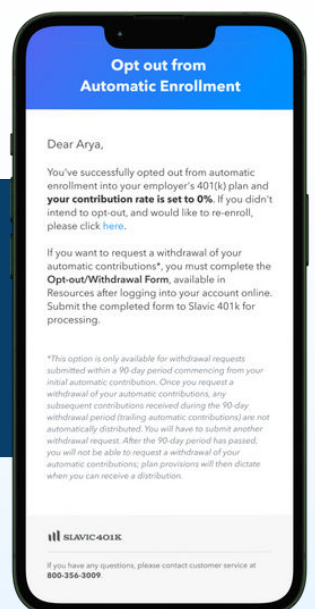 Opt out from
Automatic Enrollment
Dear Arya,
You've successfully opted out from automatic
enrollment into your employer's 401(k) plan and
your contribution rate is set to 0%. If you didn't
intend to opt-out, and would like to re-enroll,
please click here.
If you want to request a withdrawal of your
automatic contributions*, you must complete the
Opt-out/Withdrawal Form, available in
Resources after logging into your account online.
Submit the completed form to Slavic 401k for
processing.
*This option is only available for withdrawal requests
submitted within a 90-day period commencing from your
initial automatic contribution. Once you request a
withdrawal of your automatic contributions, any
subsequent contributions received during the 90-day
withdrawal period (trailing automatic contributions) are not
automatically distributed. You will have to submit another
withdrawal request. After the 90-day period has passed,
you will not be able to request a withdrawal of your
automatic contributions; plan provisions will then dictate
when you can receive a distribution.
SLAVIC401K
If you have any questions, please contact customer service at
800-356-3009.